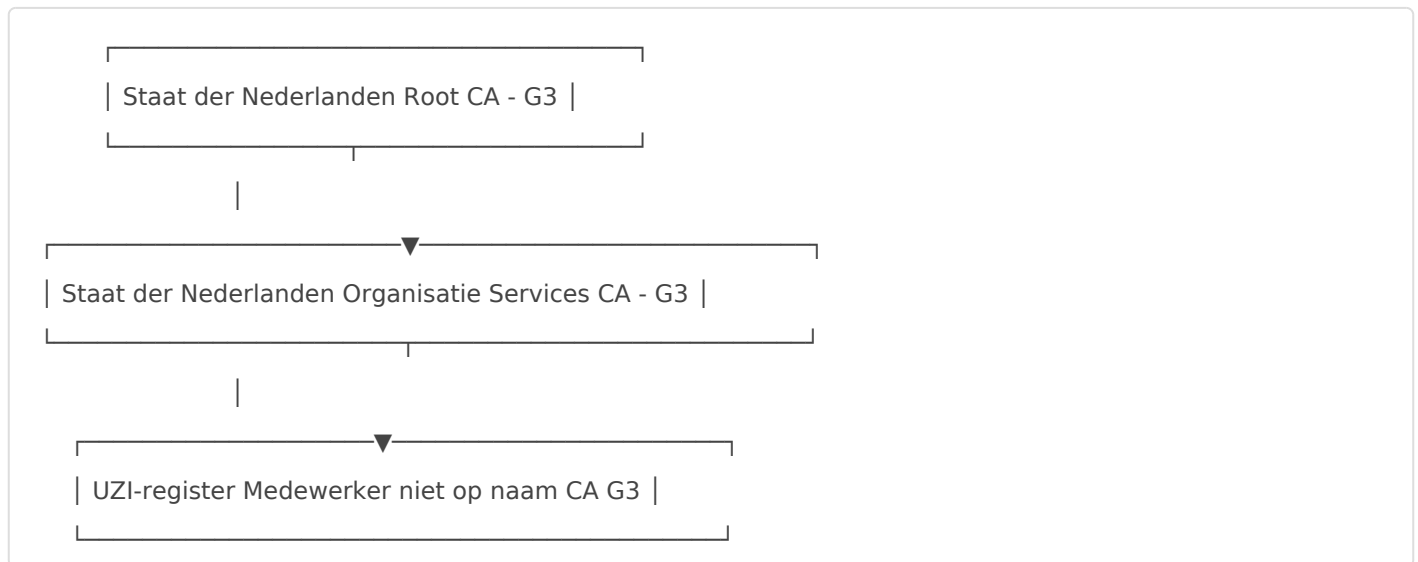 Staat der Nederlanden Root CA - G3
Staat der Nederlanden Organisatie Services CA - G3
UZI-register Medewerker niet op naam CA G3